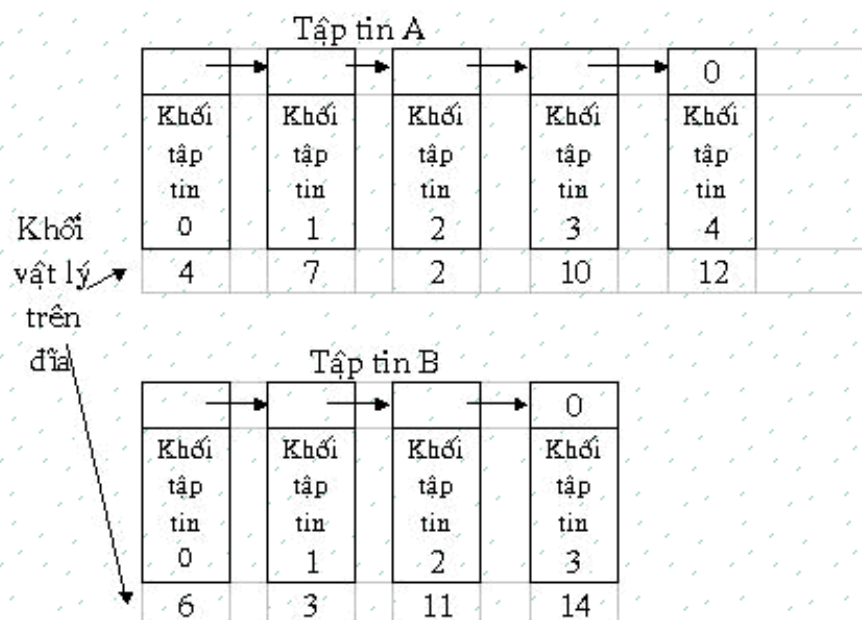 Tập tin A
0
Khối Khối Khối Khối Khối
tập tập tập tập tập
tin tin tin tin tin
0 1 2 3 4
4 7 2 10 12
Khối
vật lý
trên
đĩa
Tập tin B
0
Khối Khối Khối Khối
tập tập tập tập
tin tin tin tin
0 1 2 3
6 3 11 14